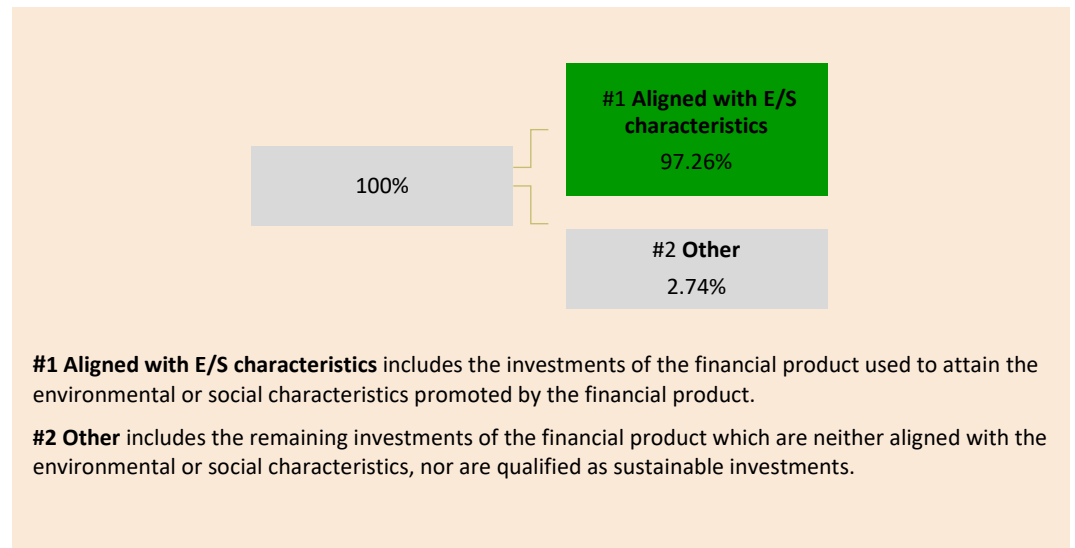 #1 Aligned with E/S
characteristics
97.26%
100%
#2 Other
2.74%
#1 Aligned with E/S characteristics includes the investments of the financial product used to attain the
environmental or social characteristics promoted by the financial product.
#2 Other includes the remaining investments of the financial product which are neither aligned with the
environmental or social characteristics, nor are qualified as sustainable investments.